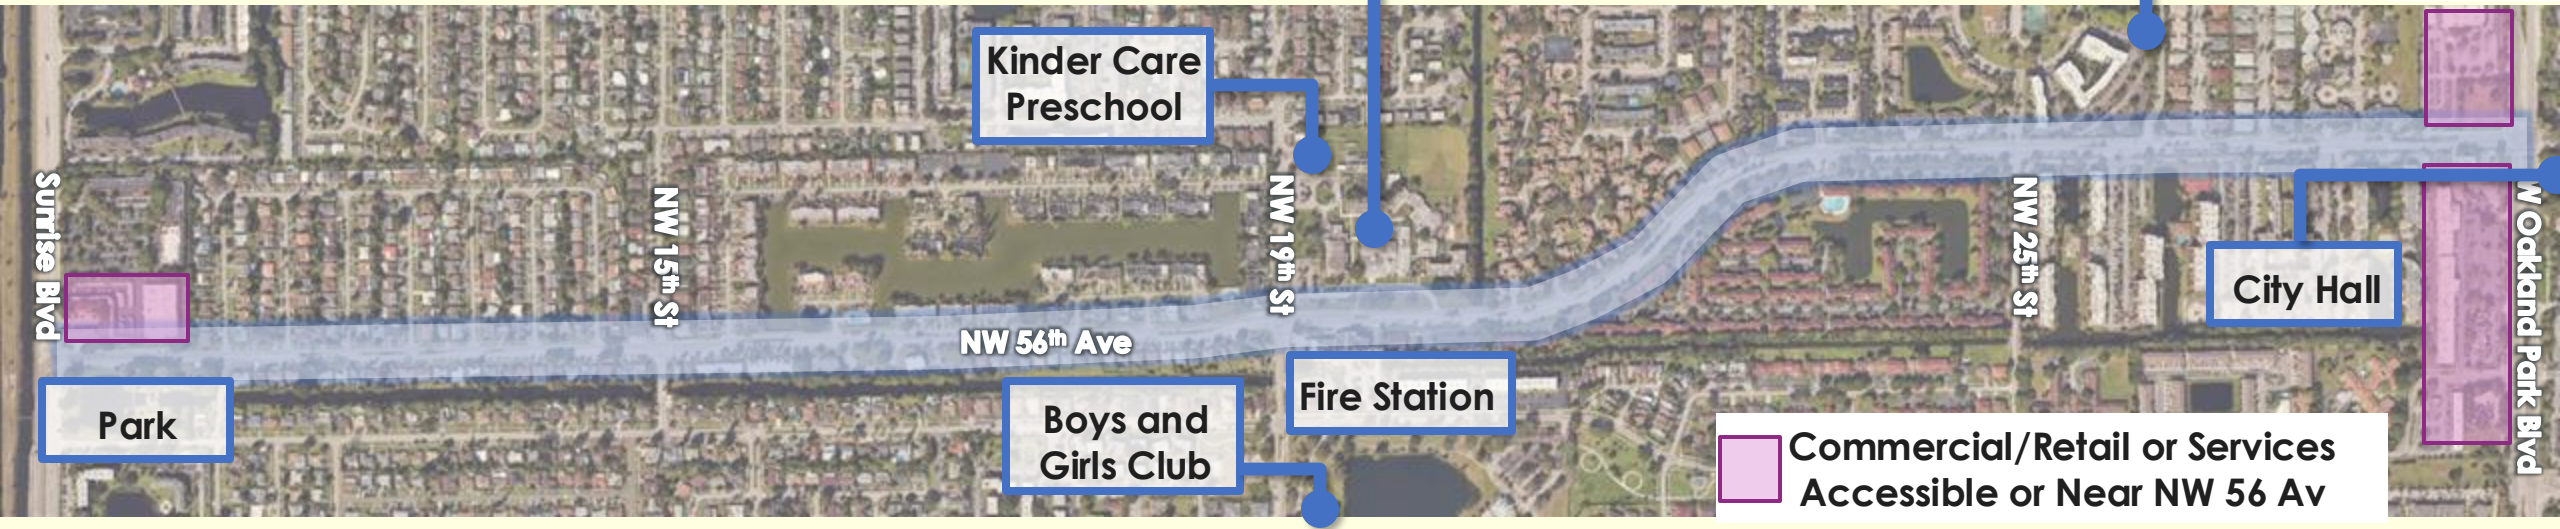 Kinder Care
Preschool
Sunrise Blvd
NW 15th St
NW 19th St
NW 25th St
W Oakland Park Blvd
City Hall
NW 56th Ave
Park
Boys and
Girls Club
Fire Station
Commercial/Retail or Services
Accessible or Near NW 56 Av